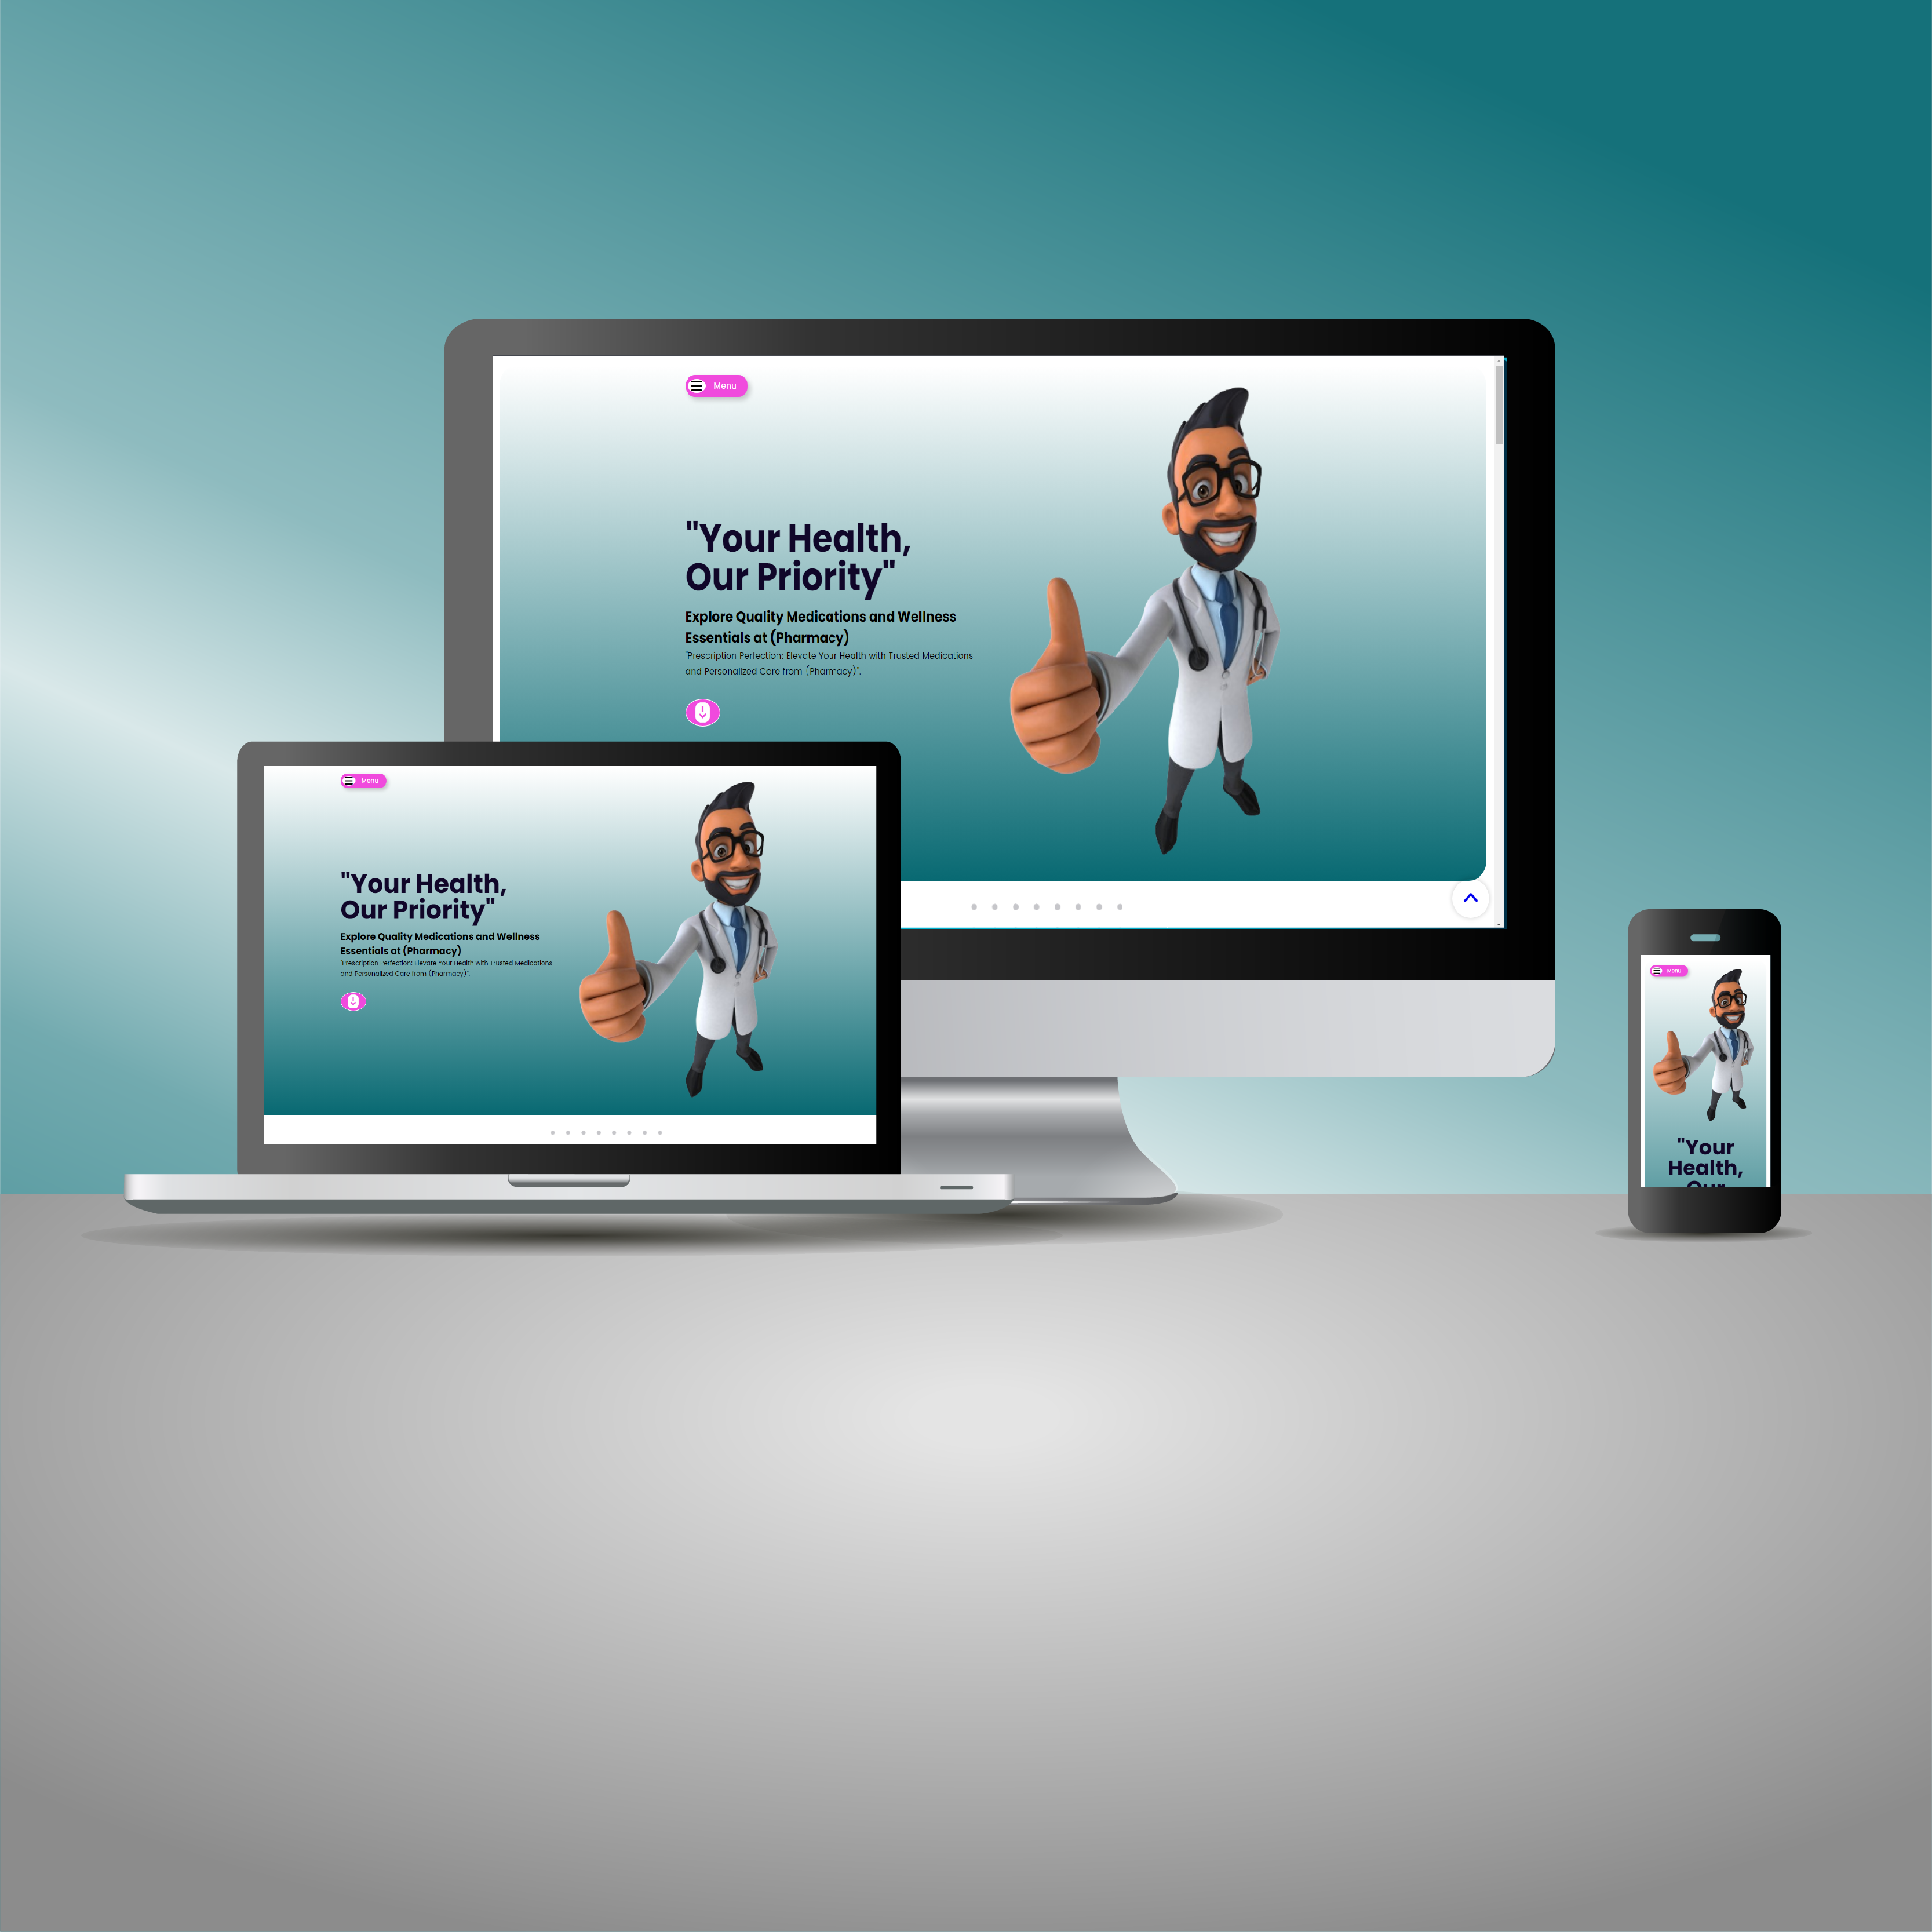 Menu
"Your Health,
Our Priority"
Explore Quality Medications and Wellness
Essentials at (Pharmacy)
"Prescription Perfection: Elevate Your Health with Trusted Medications
and Personalized Care from (Pharmacy)".
Menu
"Your Health,
Our Priority"
Explore Quality Medications and Wellness
Essentials at (Pharmacy)
"Prescription Perfection: Elevate Your Health with Trusted Medications
and Personalized Care from (Pharmacy)".
Menu
"Your
Health,
Our